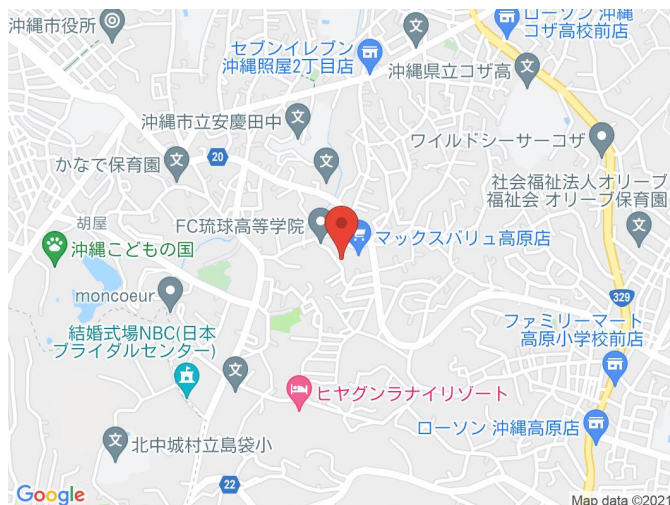 沖縄市役所
セブンイレブン
沖縄照屋2丁目店
ローソン 沖縄
コザ高校前店
沖縄県立コザ高
沖縄市立安慶田中
ワイルドシーサーコザ
かなで保育園
20
社会福祉法人オリーブ
福祉会 オリーブ保育園
胡屋
FC琉球高等学院
マックスバリュ高原店
沖縄こどもの国
moncoeur
329
結婚式場NBC(日本
ブライダルセンター)
ファミリーマート
高原小学校前店
ヒヤグンラナイリゾート
ローソン 沖縄高原店
北中城村立島袋小
22
Google
Map data ©2021